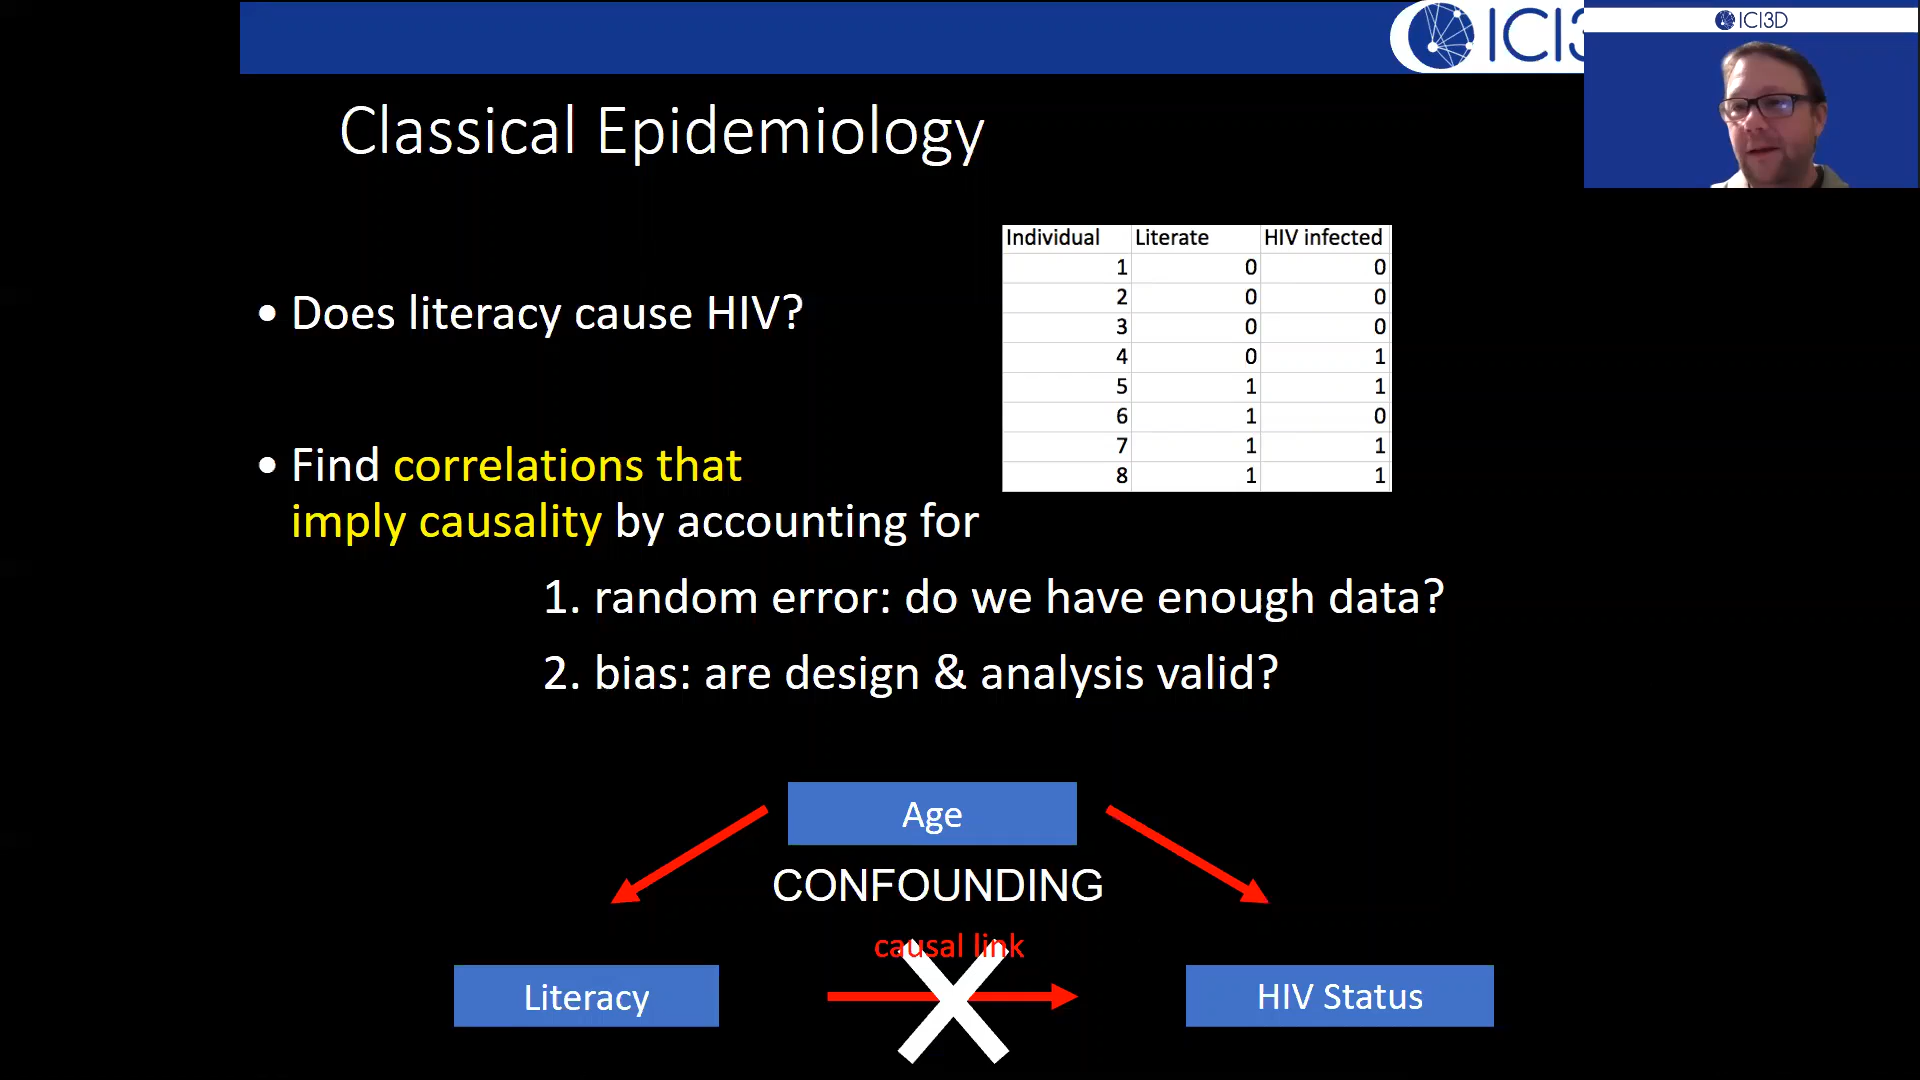 ICI3
ICI3D
Classical Epidemiology
Individual Literate HIV infected
1 0 0
2 0 0
3 0 0
4 0 1
5 1 1
6 1 0
7 1 1
8 1 1
• Does literacy cause HIV?
• Find correlations that
imply causality by accounting for
1. random error: do we have enough data?
2. bias: are design & analysis valid?
Age
CONFOUNDING
causal link
Literacy
HIV Status